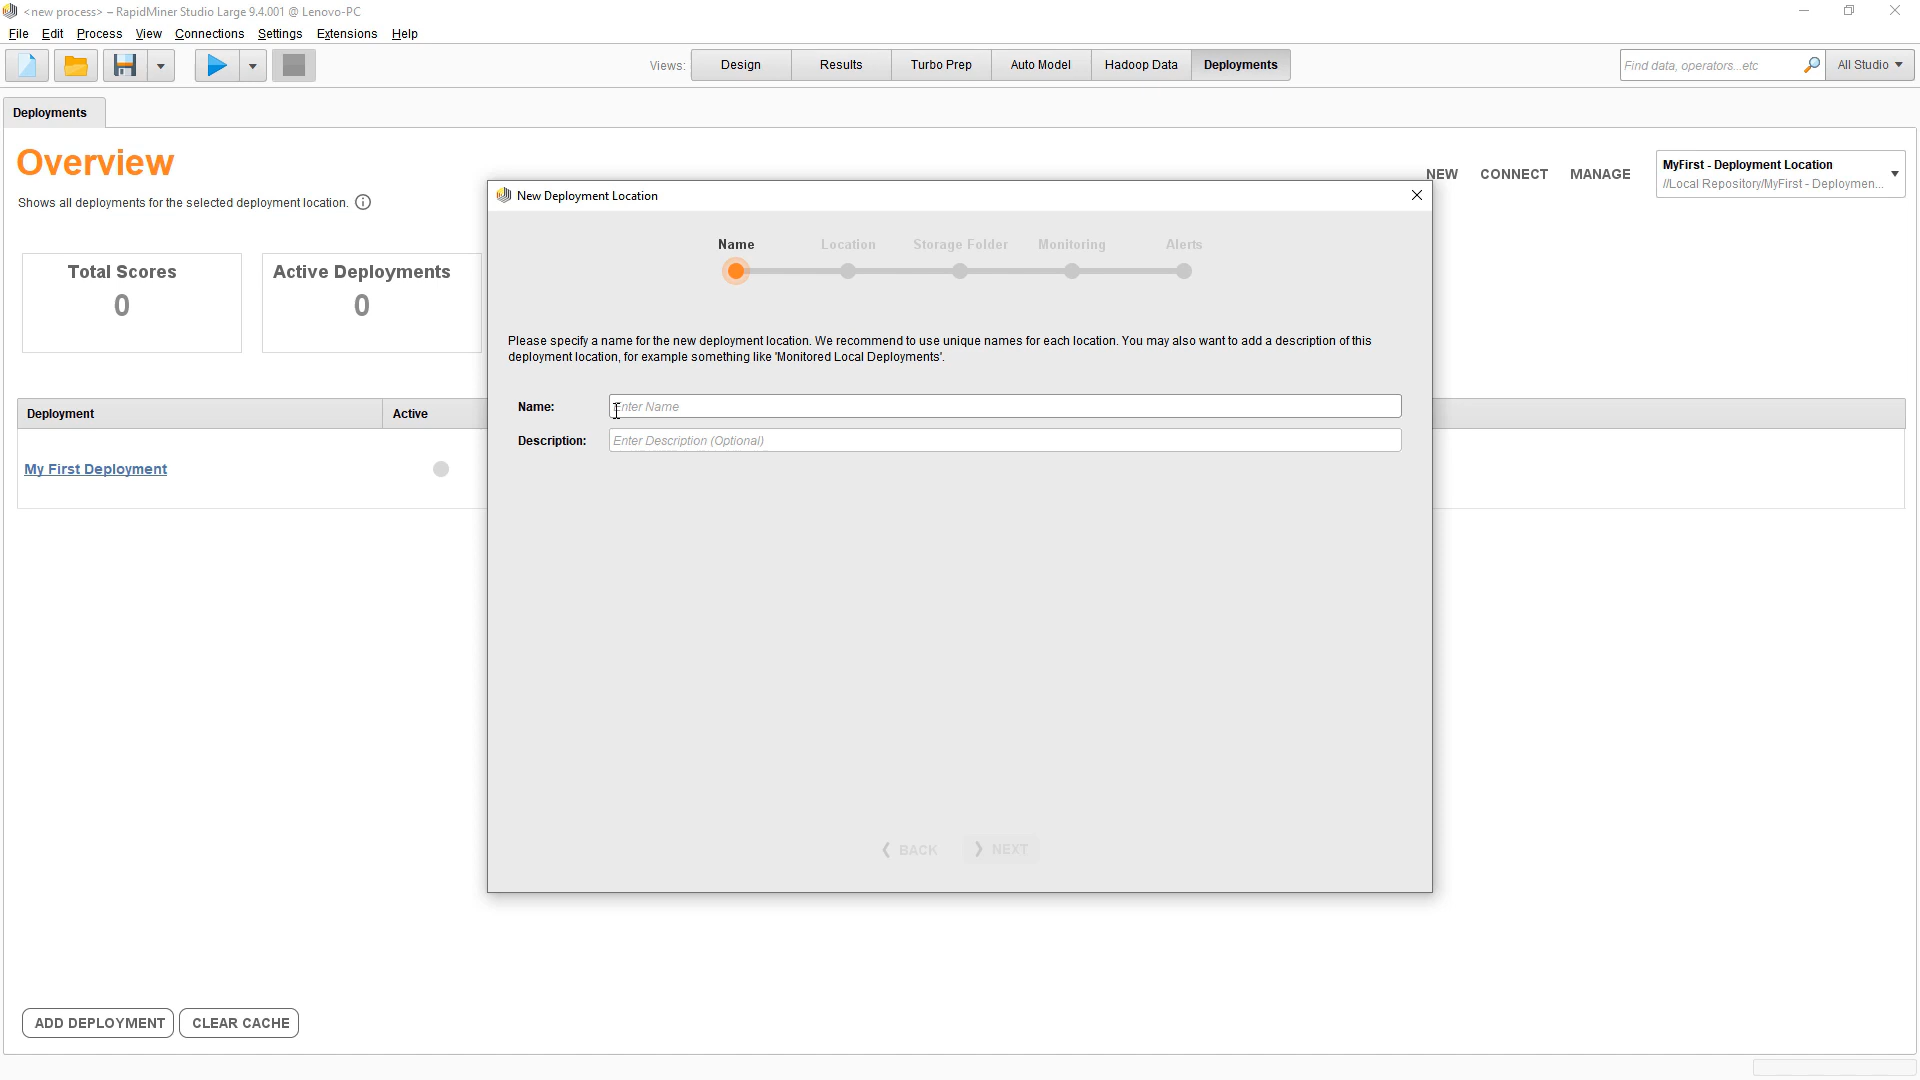 <new process> – RapidMiner Studio Large 9.4.001 @ Lenovo-PC
File Edit Process View Connections Settings Extensions Help
Views: Design Results Turbo Prep Auto Model Hadoop Data Deployments
Find data, operators...etc
All Studio
Deployments
Overview
Shows all deployments for the selected deployment location.
NEW CONNECT MANAGE
MyFirst - Deployment Location
//Local Repository/MyFirst - Deploymen...
Total Scores
0
Active Deployments
0
Deployment Active
My First Deployment
New Deployment Location
Name Location Storage Folder Monitoring Alerts
Please specify a name for the new deployment location. We recommend to use unique names for each location. You may also want to add a description of this
deployment location, for example something like 'Monitored Local Deployments'.
Name: Enter Name
Description: Enter Description (Optional)
BACK NEXT
ADD DEPLOYMENT CLEAR CACHE